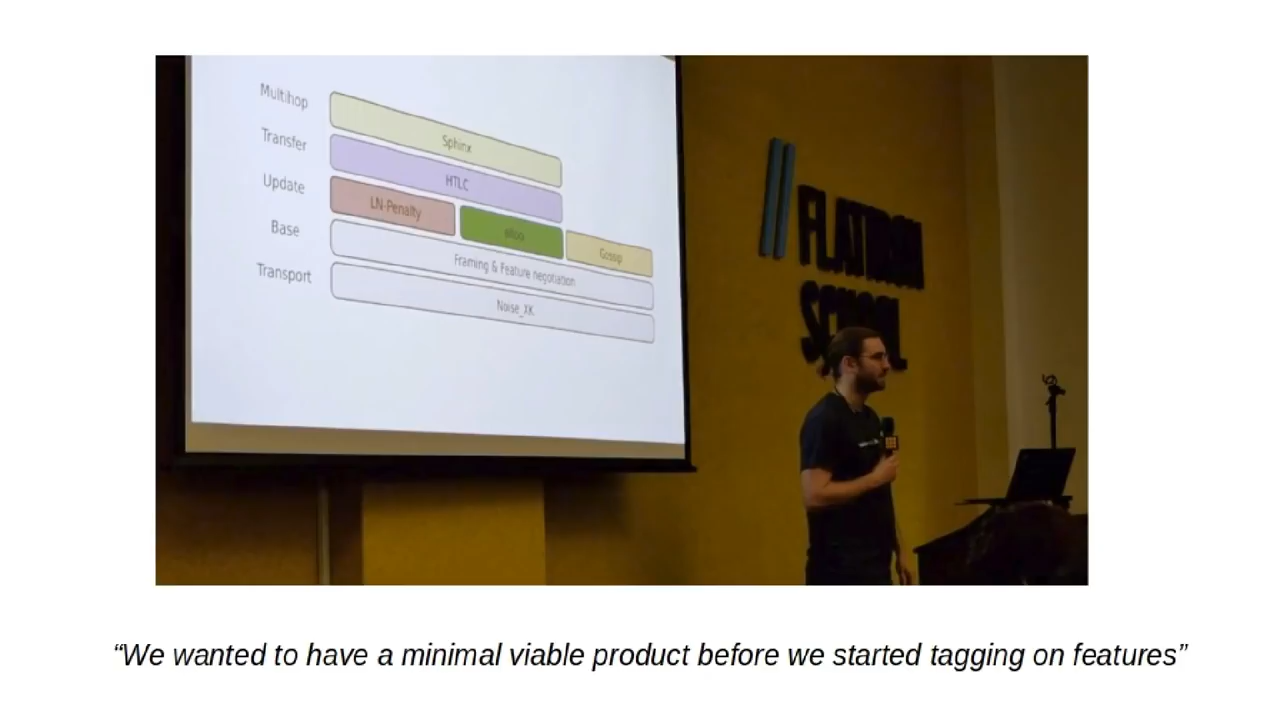 Multihop
Sphinx
Transfer
HTLC
Update
LN-Penalty
eltoo
Gossip
Base
Framing & Feature negotiation
Transport
Noise_XK
FLATIRON
SCHOOL
“We wanted to have a minimal viable product before we started tagging on features”